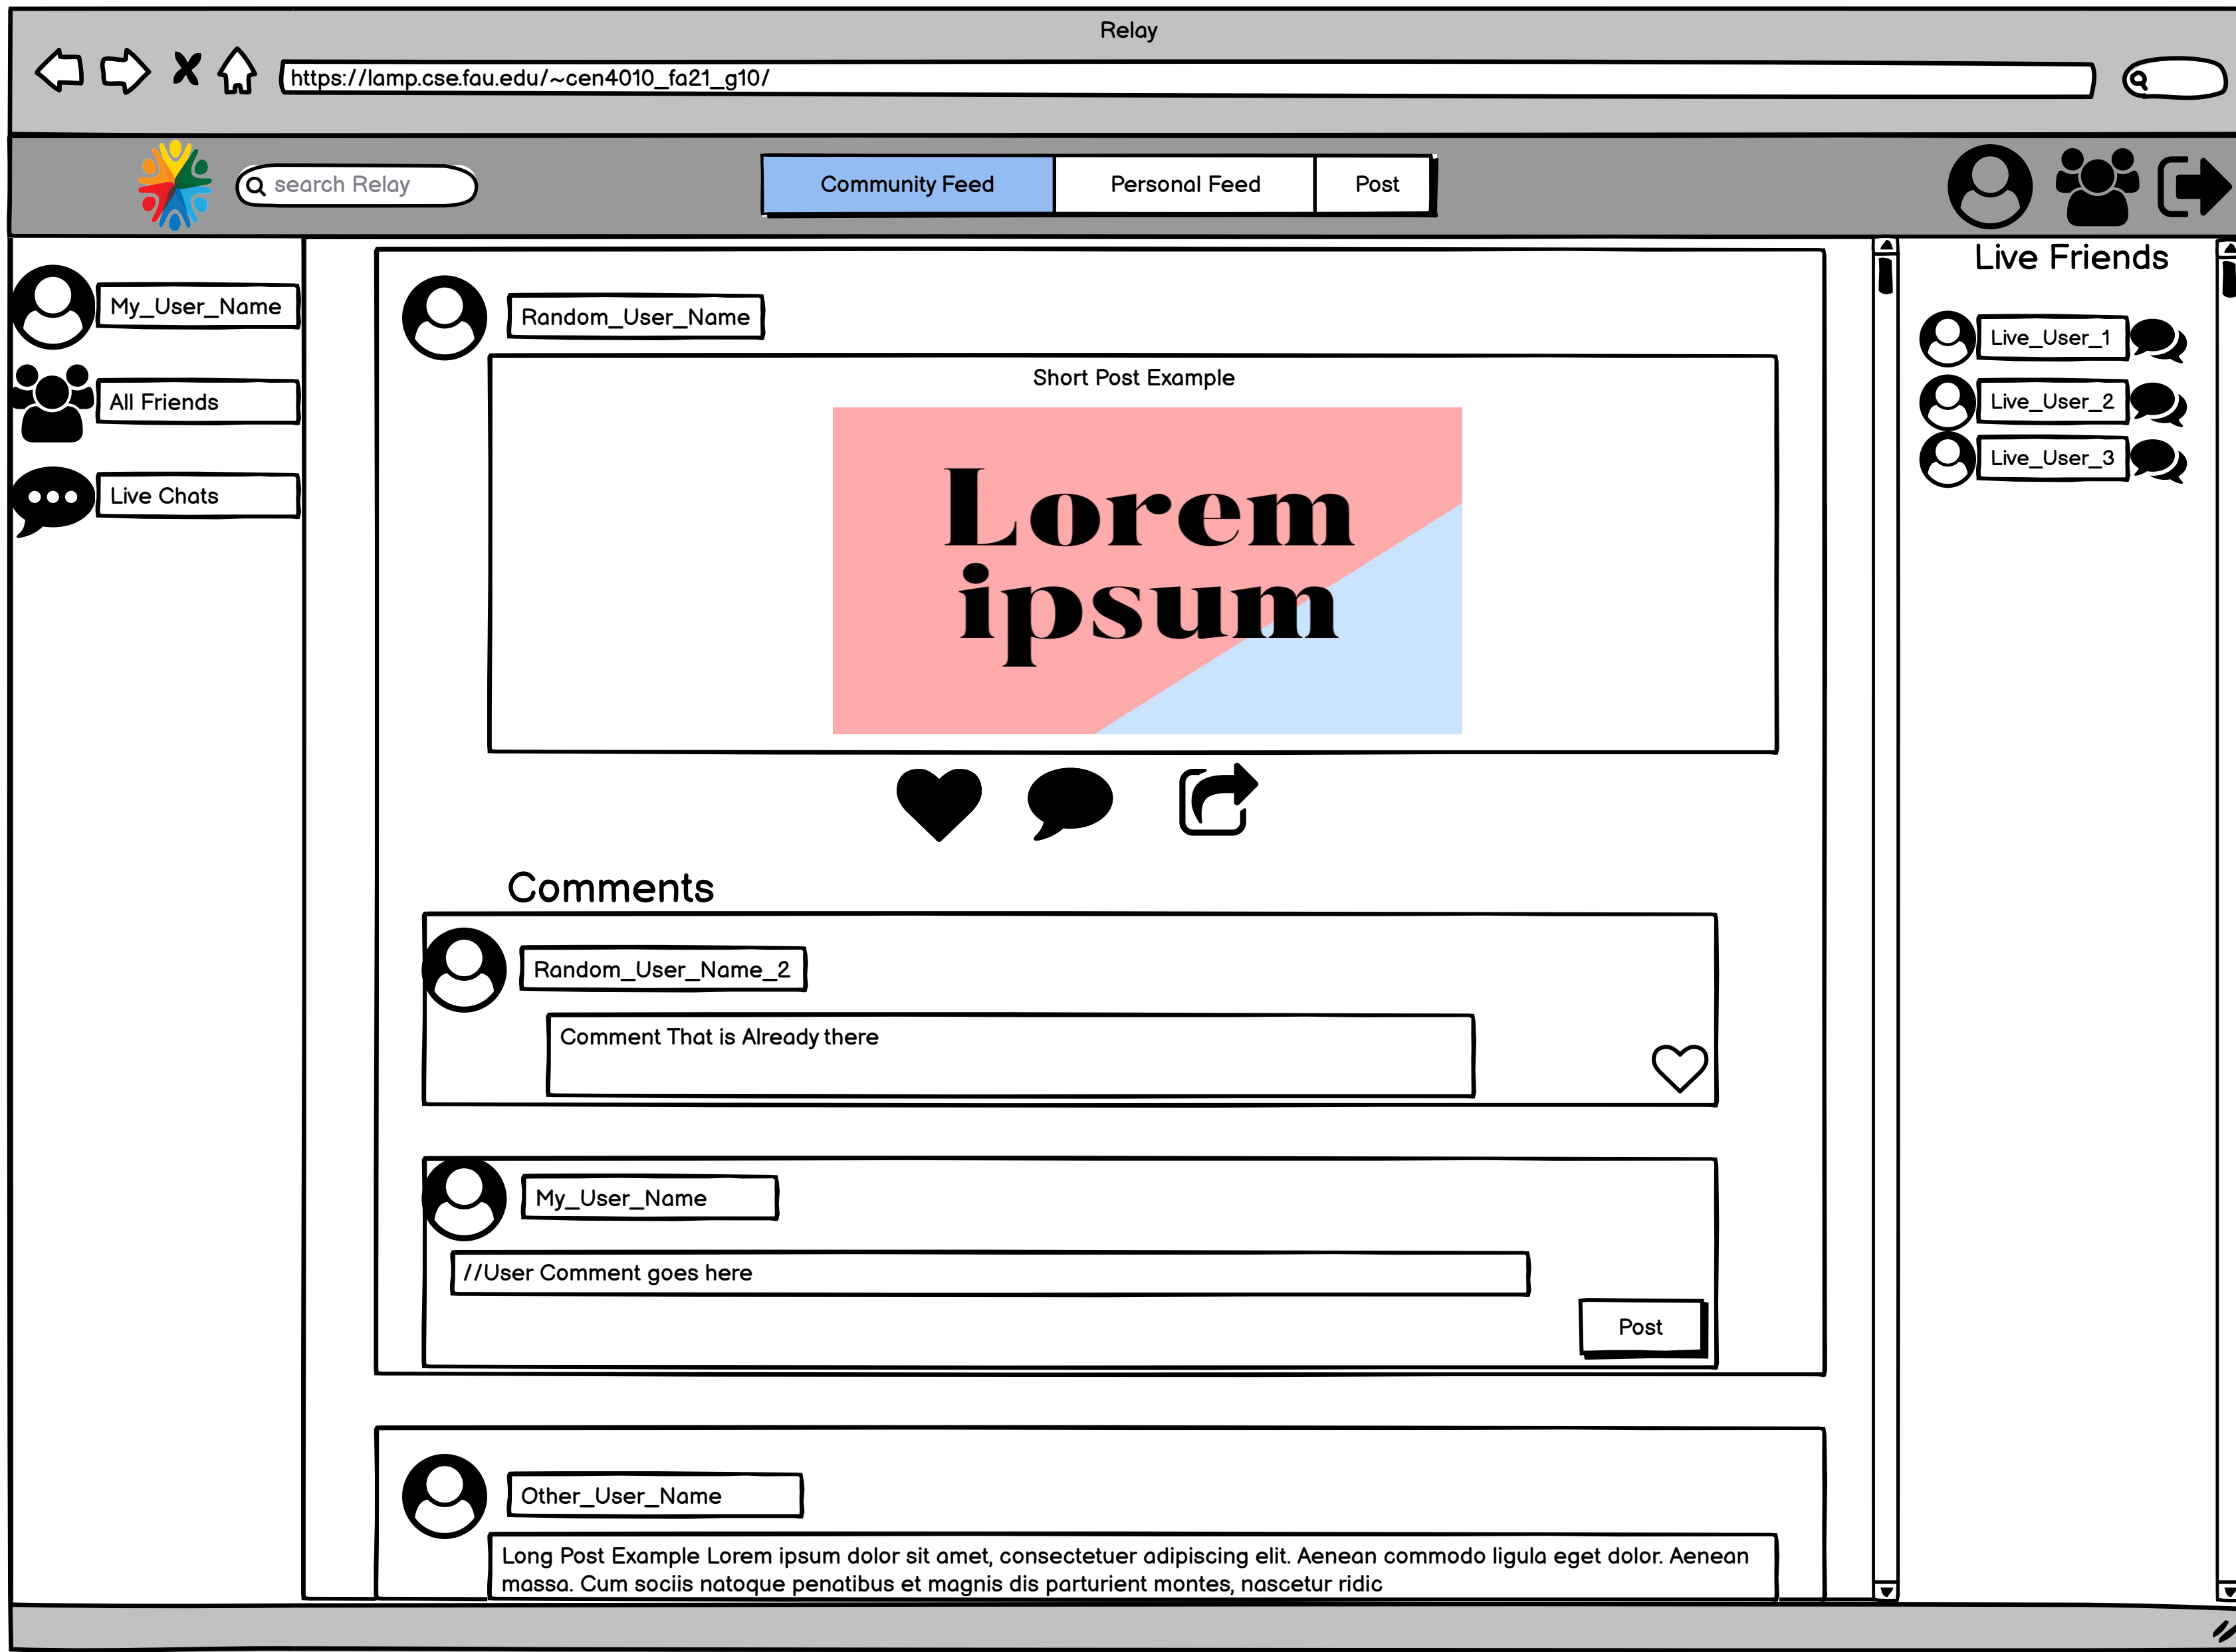 Relay
https://lamp.cse.fau.edu/~cen4010_fa21_g10/
search Relay
Community Feed
Personal Feed
Post
My_User_Name
All Friends
Live Chats
Random_User_Name
Short Post Example
Lorem
ipsum
Comments
Random_User_Name_2
Comment That is Already there
My_User_Name
//User Comment goes here
Post
Other_User_Name
Long Post Example Lorem ipsum dolor sit amet, consectetuer adipiscing elit. Aenean commodo ligula eget dolor. Aenean
massa. Cum sociis natoque penatibus et magnis dis parturient montes, nascetur ridic
Live Friends
Live_User_1
Live_User_2
Live_User_3